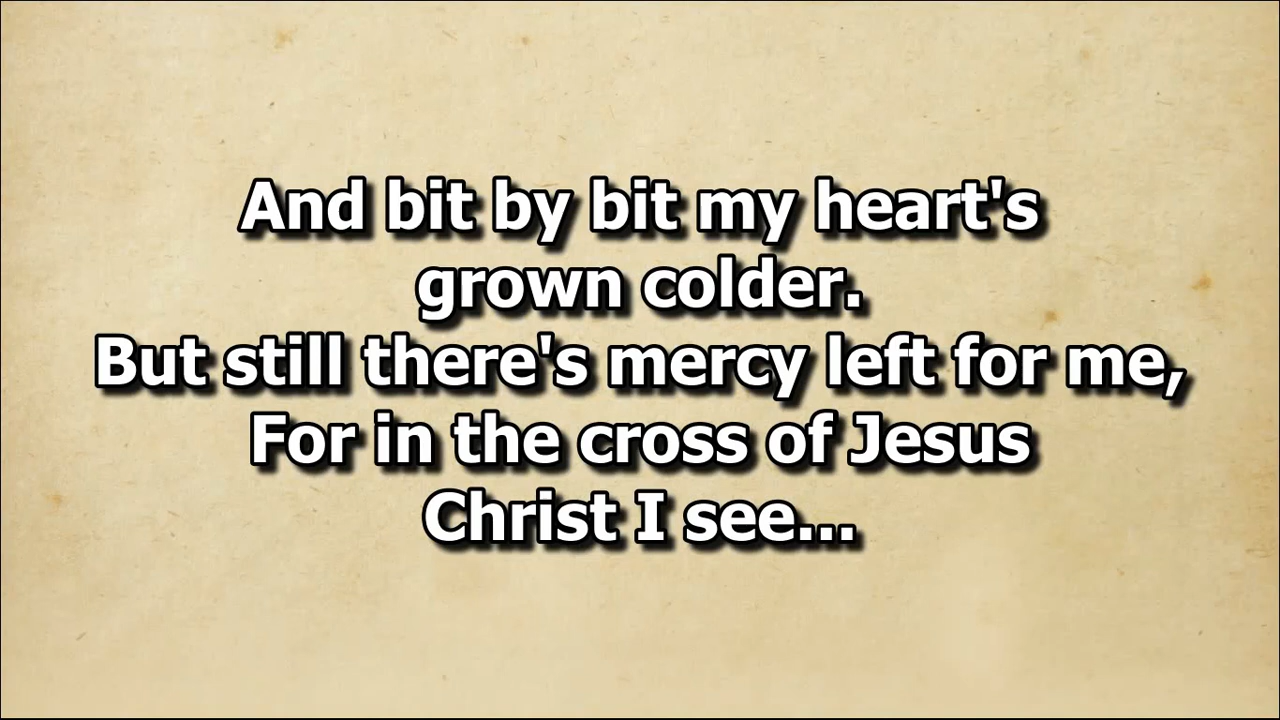 And bit by bit my heart's
grown colder.
But still there's mercy left for me,
For in the cross of Jesus
Christ I see...